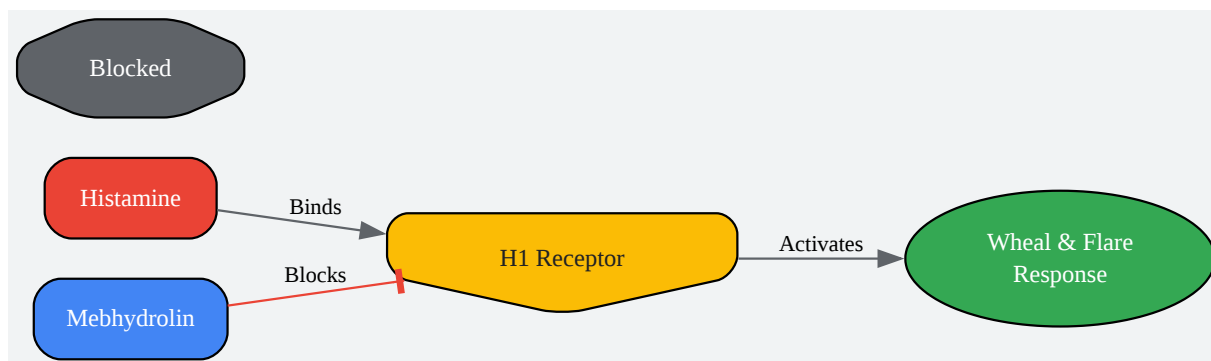 Blocked
Histamine
Binds
H1 Receptor
Activates
Wheal & Flare
Response
Blocks
Mebhydrolin